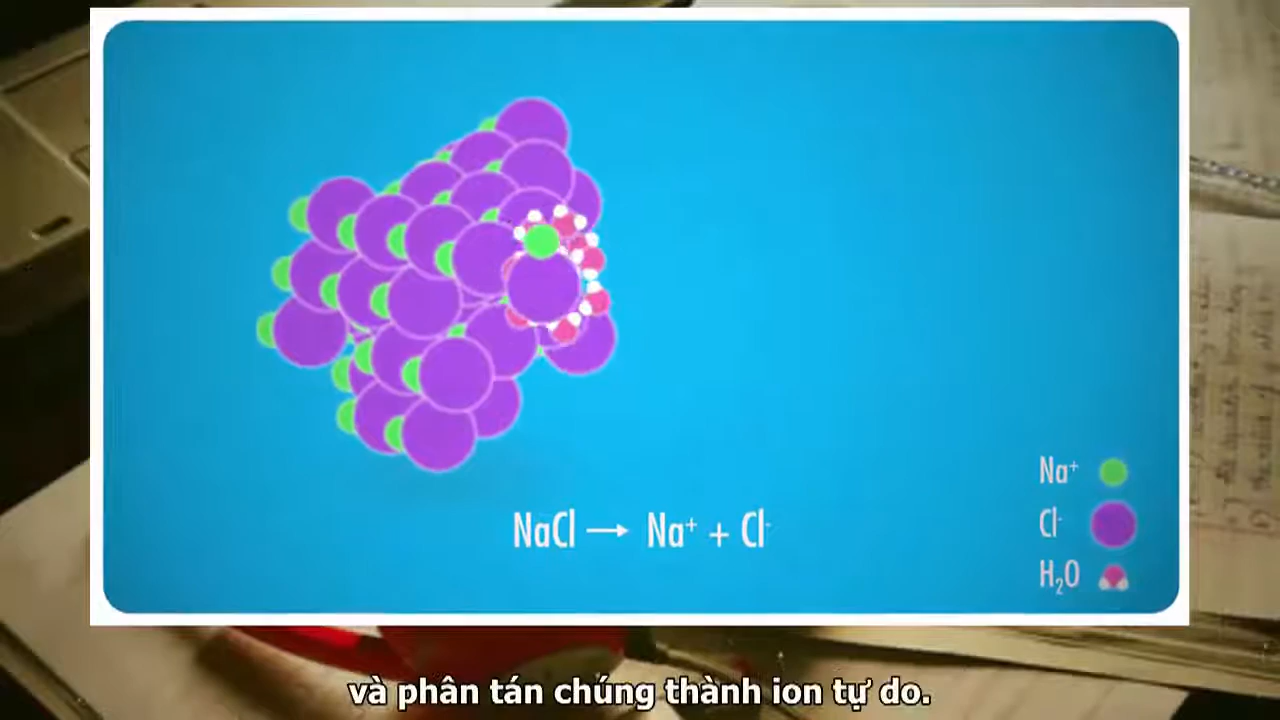 NaCl → Na⁺ + Cl⁻
Na⁺
Cl⁻
H₂O
và phân tán chúng thành ion tự do.